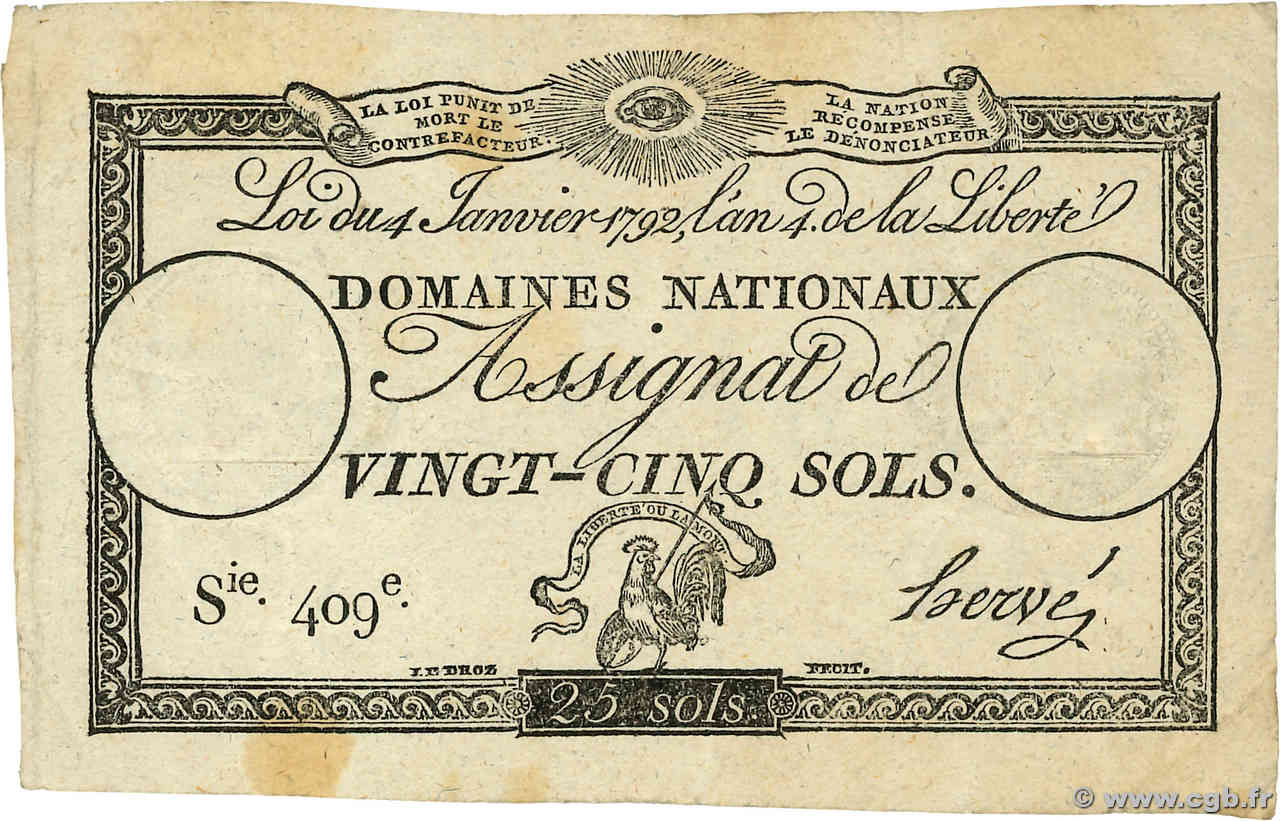 LA LOI PUNIT DE
MORT LE
CONTREFACTEUR.
LA NATION
RECOMPENSE
LE DENONCIATEUR
Loi du 4 Janvier 1792, l'an 4. de la Liberté
DOMAINES NATIONAUX
Assignat de
VINGT-CINQ SOLS.
LA LIBERTÉ OU LA MORT
Sie. 409e.
hervé
J.E DROZ FECIT.
25 sols.
© www.cgb.fr